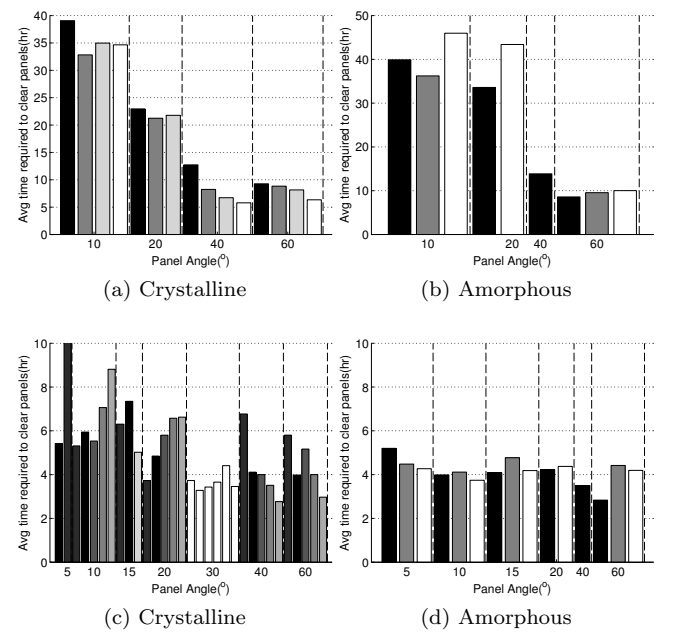 40
35
30
25
20
15
10
5
0
Avg time required to clear panels(hr)
10 20 40 60
Panel Angle(°)
(a) Crystalline
50
40
30
20
10
0
Avg time required to clear panels(hr)
10 20 40 60
Panel Angle(°)
(b) Amorphous
10
8
6
4
2
0
Avg time required to clear panels(hr)
5 10 15 20 30 40 60
Panel Angle(°)
(c) Crystalline
10
8
6
4
2
0
Avg time required to clear panels(hr)
5 10 15 20 40 60
Panel Angle(°)
(d) Amorphous